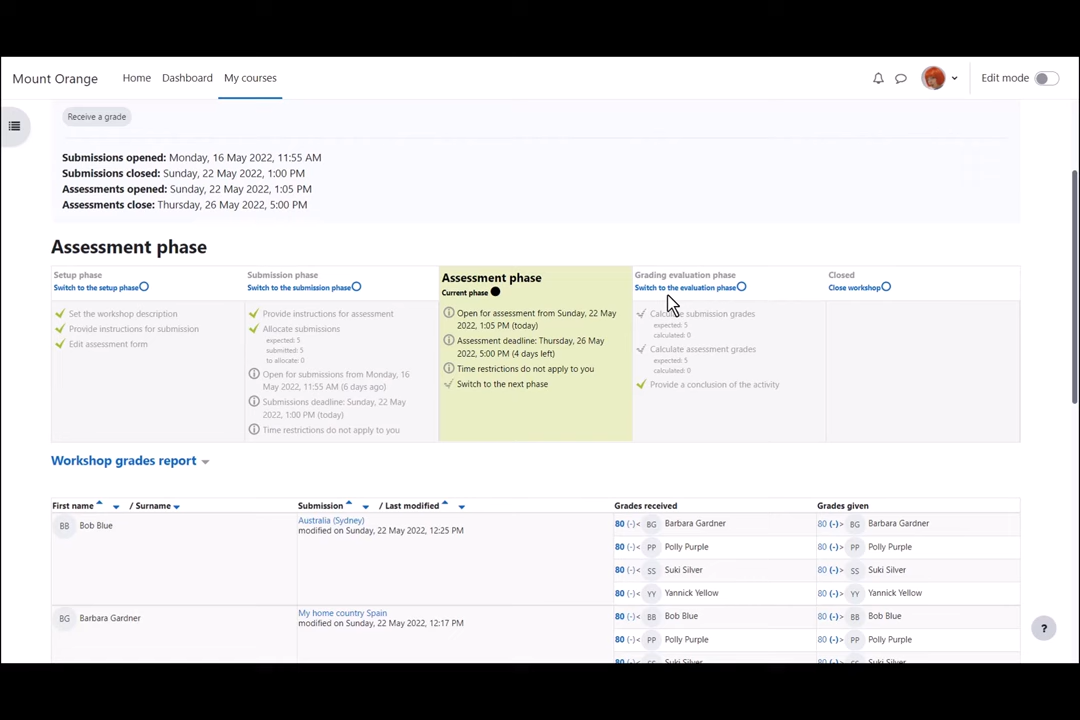 Mount Orange
Home
Dashboard
My courses
Edit mode
Receive a grade
Submissions opened: Monday, 16 May 2022, 11:55 AM
Submissions closed: Sunday, 22 May 2022, 1:00 PM
Assessments opened: Sunday, 22 May 2022, 1:05 PM
Assessments close: Thursday, 26 May 2022, 5:00 PM
Assessment phase
Setup phase
Switch to the setup phase
Set the workshop description
Provide instructions for submission
Edit assessment form
Submission phase
Switch to the submission phase
Provide instructions for assessment
Allocate submissions
expected: 5
submitted: 5
to allocate: 0
Open for submissions from Monday, 16
May 2022, 11:55 AM (6 days ago)
Submissions deadline: Sunday, 22 May
2022, 1:00 PM (today)
Time restrictions do not apply to you
Assessment phase
Current phase
Open for assessment from Sunday, 22 May
2022, 1:05 PM (today)
Assessment deadline: Thursday, 26 May
2022, 5:00 PM (4 days left)
Time restrictions do not apply to you
Switch to the next phase
Grading evaluation phase
Switch to the evaluation phase
Calculate submission grades
expected: 5
calculated: 0
Calculate assessment grades
expected: 5
calculated: 0
Provide a conclusion of the activity
Closed
Close workshop
Workshop grades report
First name / Surname
Submission / Last modified
Grades received
Grades given
BB Bob Blue
Australia (Sydney)
modified on Sunday, 22 May 2022, 12:25 PM
80 (-)< BG Barbara Gardner
80 (-)< PP Polly Purple
80 (-)< SS Suki Silver
80 (-)< YY Yannick Yellow
80 (-)> BG Barbara Gardner
80 (-)> PP Polly Purple
80 (-)> SS Suki Silver
80 (-)> YY Yannick Yellow
BG Barbara Gardner
My home country Spain
modified on Sunday, 22 May 2022, 12:17 PM
80 (-)< BB Bob Blue
80 (-)< PP Polly Purple
80 (-)< SS Suki Silver
80 (-)> BB Bob Blue
80 (-)> PP Polly Purple
80 (-)> SS Suki Silver
?